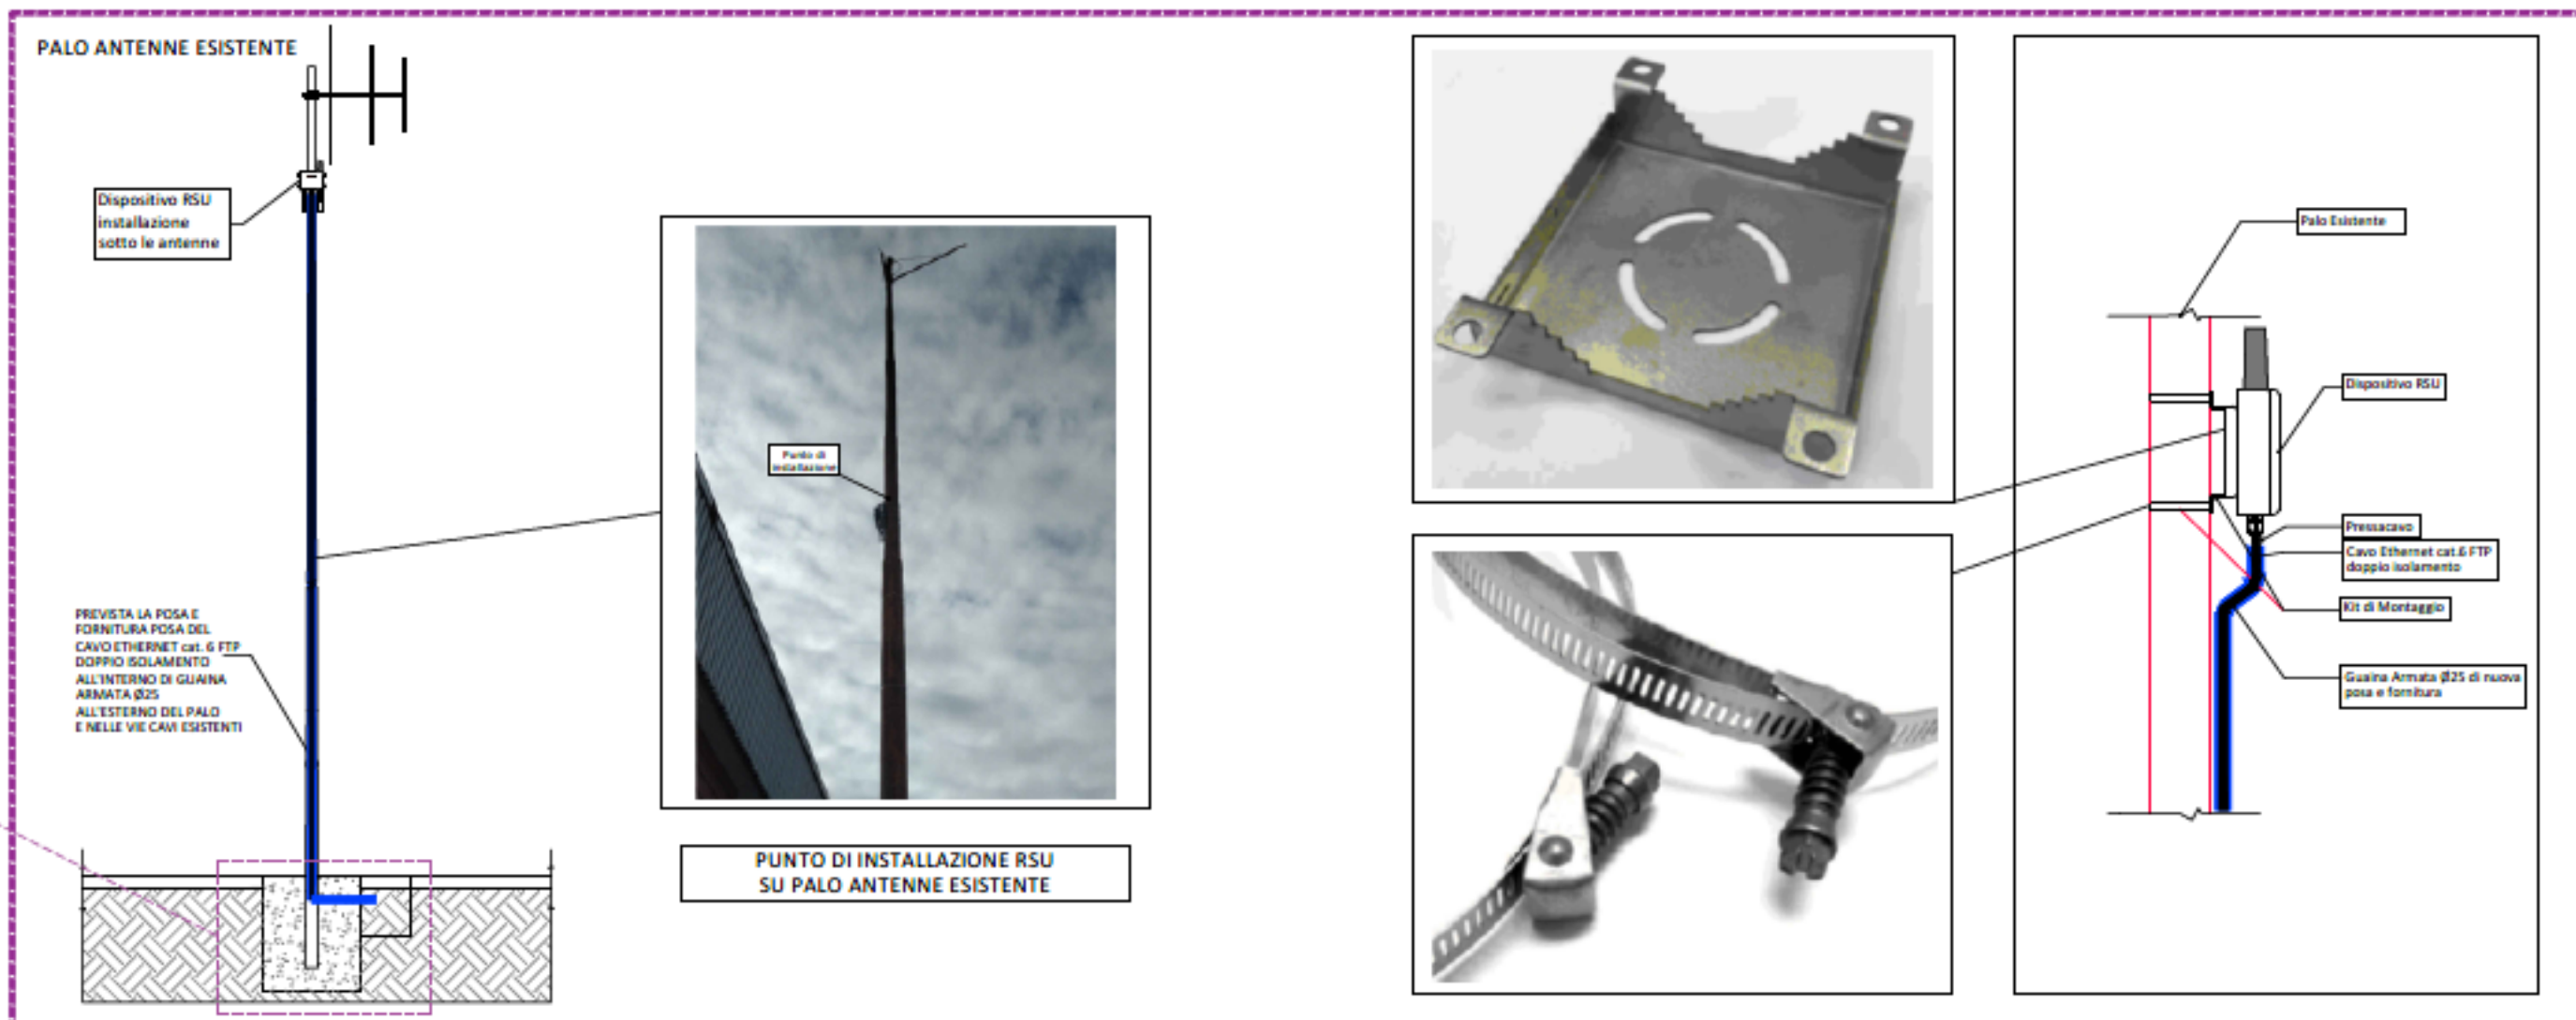 PALO ANTENNE ESISTENTE
Dispositivo RSU
installazione
sotto le antenne
PREVISTA LA POSA E
FORNITURA POSA DEL
CAVO ETHERNET cat. 6 FTP
DOPPIO ISOLAMENTO
ALL'INTERNO DI GUAINA
ARMATA Ø25
ALL'ESTERNO DEL PALO
E NELLE VIE CAVI ESISTENTI
Punto di
installazione
PUNTO DI INSTALLAZIONE RSU
SU PALO ANTENNE ESISTENTE
Palo Esistente
Dispositivo RSU
Pressacavo
Cavo Ethernet cat.6 FTP
doppio isolamento
Kit di Montaggio
Guaina Armata Ø25 di nuova
posa e fornitura